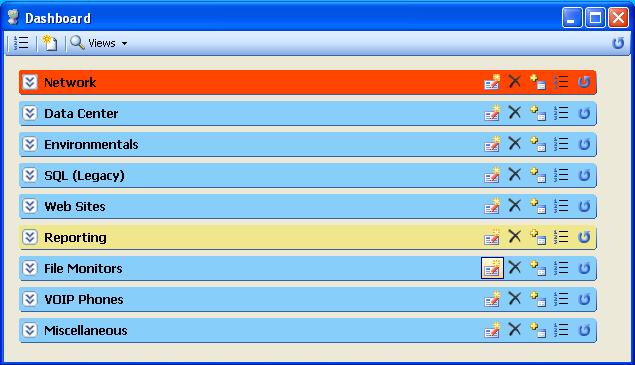 Dashboard
Views
Network
Data Center
Environmentals
SQL (Legacy)
Web Sites
Reporting
File Monitors
VOIP Phones
Miscellaneous